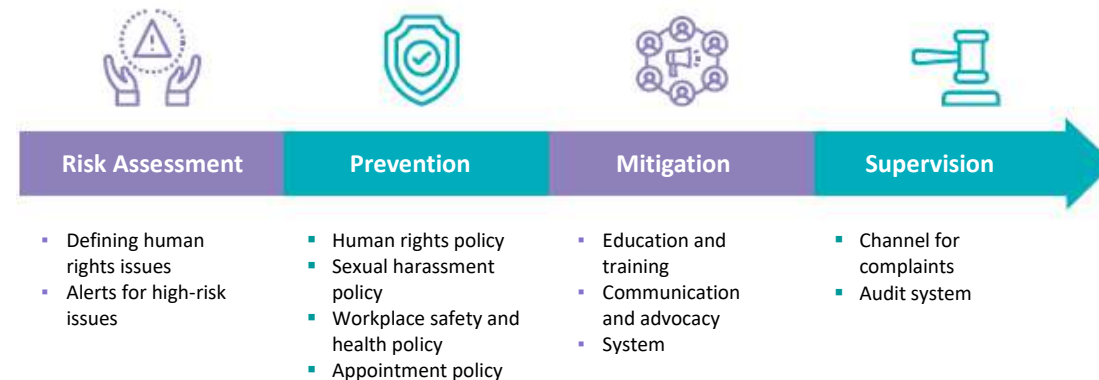 Risk Assessment
Prevention
Mitigation
Supervision
▪ Defining human
rights issues
▪ Alerts for high-risk
issues
▪ Human rights policy
▪ Sexual harassment
policy
▪ Workplace safety and
health policy
▪ Appointment policy
▪ Education and
training
▪ Communication
and advocacy
▪ System
▪ Channel for
complaints
▪ Audit system